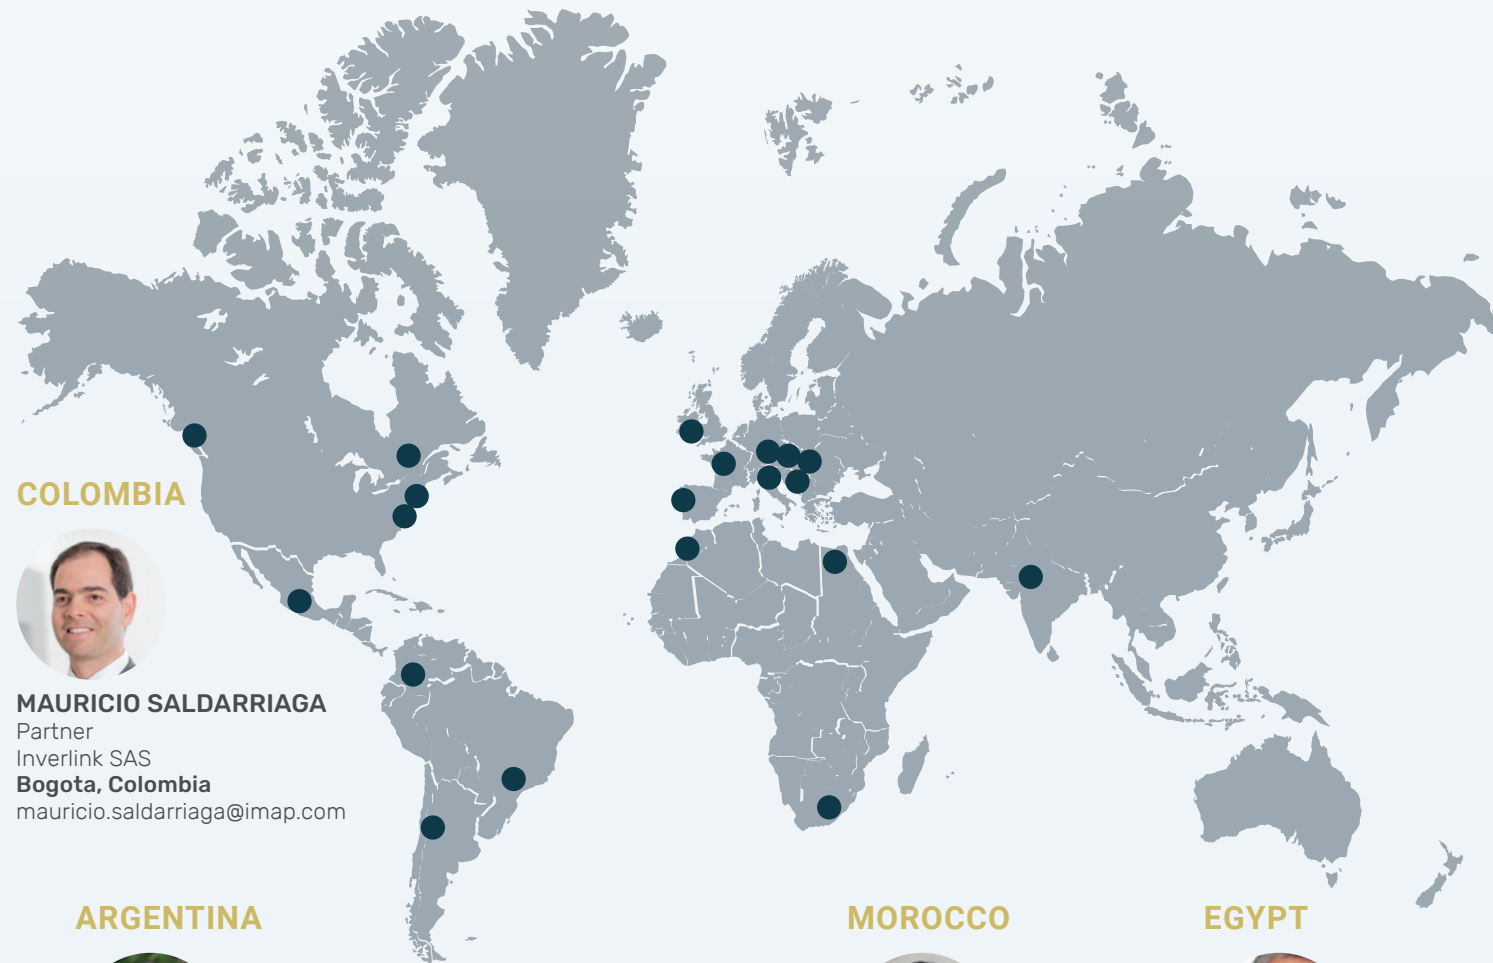 COLOMBIA
MAURICIO SALDARRIAGA
Partner
Inverlink SAS
Bogota, Colombia
mauricio.saldarriaga@imap.com
ARGENTINA
MOROCCO
EGYPT